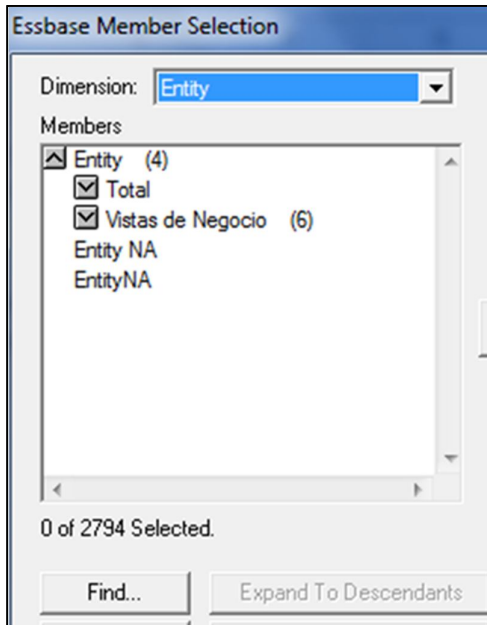 Essbase Member Selection
Dimension: Entity
Members
Entity (4)
Total
Vistas de Negocio (6)
Entity NA
EntityNA
0 of 2794 Selected.
Find... Expand To Descendants